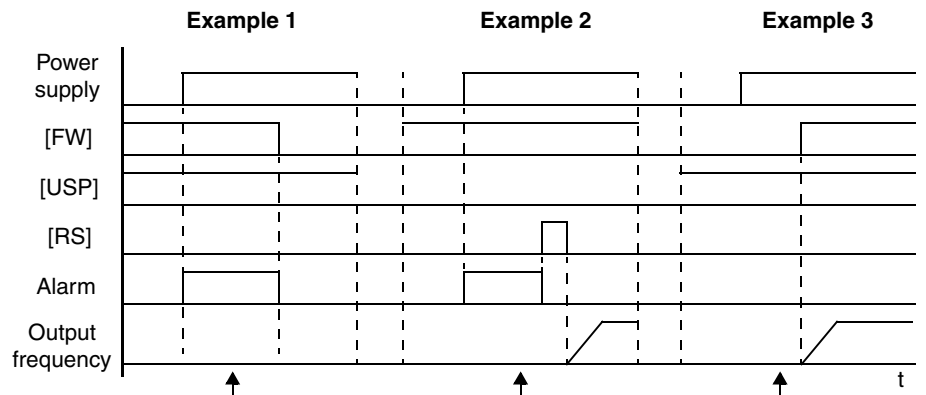 Example 1 Example 2 Example 3
Power
supply
[FW]
[USP]
[RS]
Alarm
Output
frequency
t